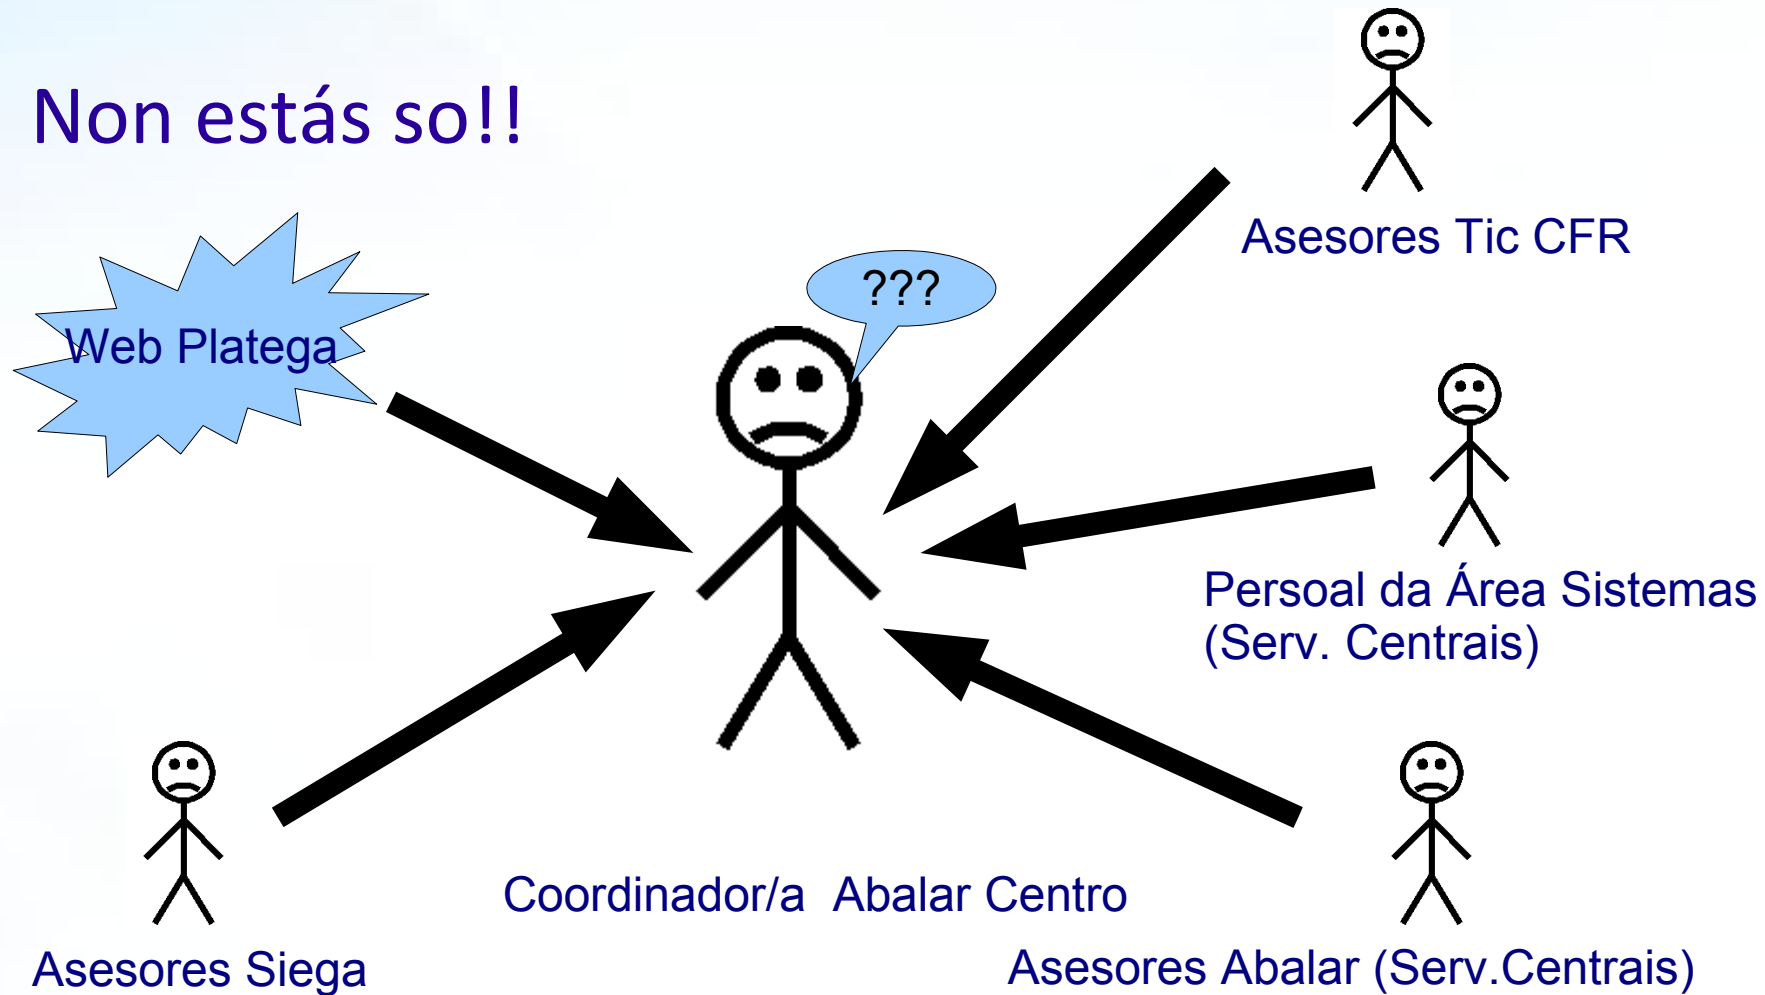 Non estás so!!
Asesores Tic CFR
???
Web Platega
Persoal da Área Sistemas
(Serv. Centrais)
Coordinador/a  Abalar Centro
Asesores Siega
Asesores Abalar (Serv.Centrais)